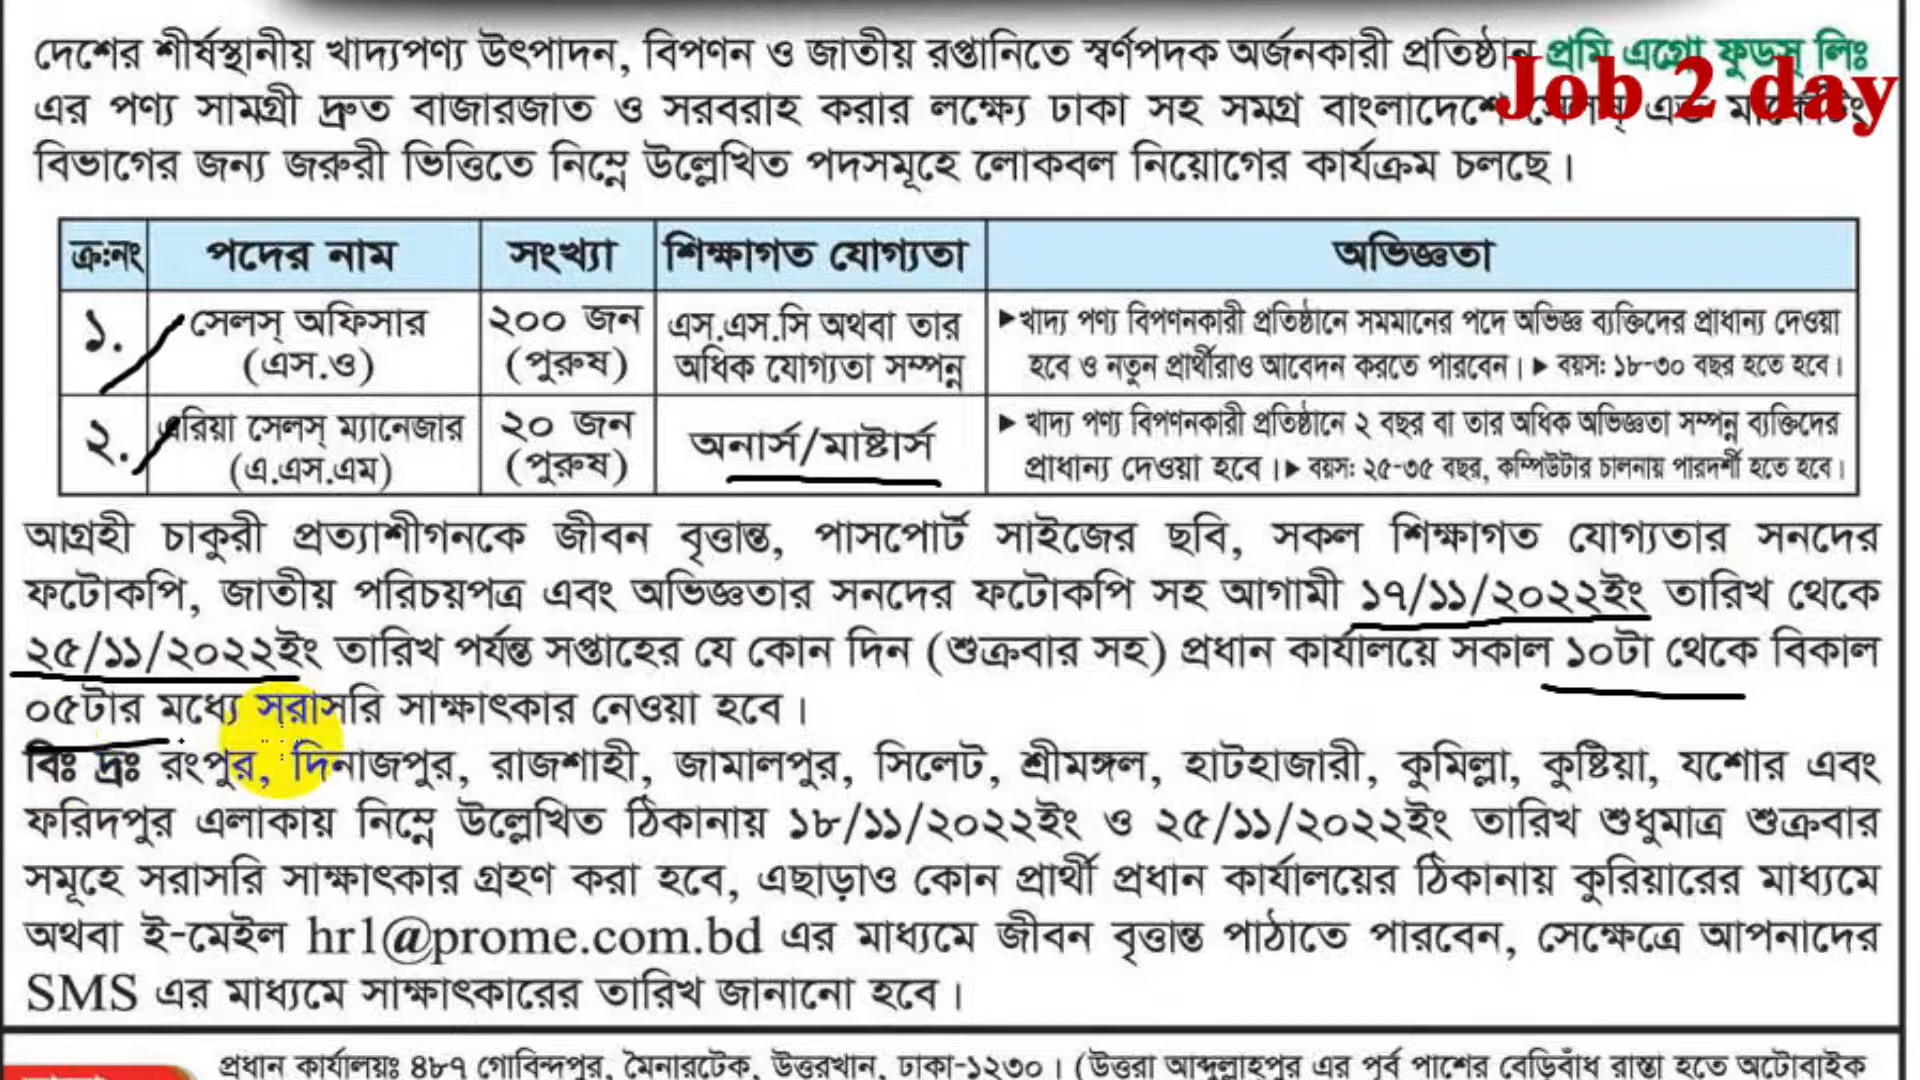 দেশের শীর্ষস্থানীয় খাদ্যপণ্য উৎপাদন, বিপণন ও জাতীয় রপ্তানিতে স্বর্ণপদক অর্জনকারী প্রতিষ্ঠান প্রমি এগ্রো ফুডস্ লিঃ
Job 2 day
এর পণ্য সামগ্রী দ্রুত বাজারজাত ও সরবরাহ করার লক্ষ্যে ঢাকা সহ সমগ্র বাংলাদেশে সেলস্ এন্ড মার্কেটিং
বিভাগের জন্য জরুরী ভিত্তিতে নিম্নে উল্লেখিত পদসমূহে লোকবল নিয়োগের কার্যক্রম চলছে।
ক্র:নং পদের নাম সংখ্যা শিক্ষাগত যোগ্যতা অভিজ্ঞতা
১. সেলস্ অফিসার ২০০ জন এস.এস.সি অথবা তার ▶খাদ্য পণ্য বিপণনকারী প্রতিষ্ঠানে সমমানের পদে অভিজ্ঞ ব্যক্তিদের প্রাধান্য দেওয়া
(এস.ও) (পুরুষ) অধিক যোগ্যতা সম্পন্ন হবে ও নতুন প্রার্থীরাও আবেদন করতে পারবেন। ▶ বয়স: ১৮-৩০ বছর হতে হবে।
২. এরিয়া সেলস্ ম্যানেজার ২০ জন অনার্স/মাষ্টার্স ▶ খাদ্য পণ্য বিপণনকারী প্রতিষ্ঠানে ২ বছর বা তার অধিক অভিজ্ঞতা সম্পন্ন ব্যক্তিদের
(এ.এস.এম) (পুরুষ) প্রাধান্য দেওয়া হবে।▶ বয়স: ২৫-৩৫ বছর, কম্পিউটার চালনায় পারদর্শী হতে হবে।
আগ্রহী চাকুরী প্রত্যাশীগনকে জীবন বৃত্তান্ত, পাসপোর্ট সাইজের ছবি, সকল শিক্ষাগত যোগ্যতার সনদের
ফটোকপি, জাতীয় পরিচয়পত্র এবং অভিজ্ঞতার সনদের ফটোকপি সহ আগামী ১৭/১১/২০২২ইং তারিখ থেকে
২৫/১১/২০২২ইং তারিখ পর্যন্ত সপ্তাহের যে কোন দিন (শুক্রবার সহ) প্রধান কার্যালয়ে সকাল ১০টা থেকে বিকাল
০৫টার মধ্যে সরাসরি সাক্ষাৎকার নেওয়া হবে।
বিঃ দ্রঃ রংপুর, দিনাজপুর, রাজশাহী, জামালপুর, সিলেট, শ্রীমঙ্গল, হাটহাজারী, কুমিল্লা, কুষ্টিয়া, যশোর এবং
ফরিদপুর এলাকায় নিম্নে উল্লেখিত ঠিকানায় ১৮/১১/২০২২ইং ও ২৫/১১/২০২২ইং তারিখ শুধুমাত্র শুক্রবার
সমূহে সরাসরি সাক্ষাৎকার গ্রহণ করা হবে, এছাড়াও কোন প্রার্থী প্রধান কার্যালয়ের ঠিকানায় কুরিয়ারের মাধ্যমে
অথবা ই-মেইল hr1@prome.com.bd এর মাধ্যমে জীবন বৃত্তান্ত পাঠাতে পারবেন, সেক্ষেত্রে আপনাদের
SMS এর মাধ্যমে সাক্ষাৎকারের তারিখ জানানো হবে।
প্রধান কার্যালয়ঃ ৪৮৭ গোবিন্দপুর, মৈনারটেক, উত্তরখান, ঢাকা-১২৩০। (উত্তরা আব্দুল্লাহপুর এর পূর্ব পাশের বেড়িবাঁধ রাস্তা হতে অটোবাইক